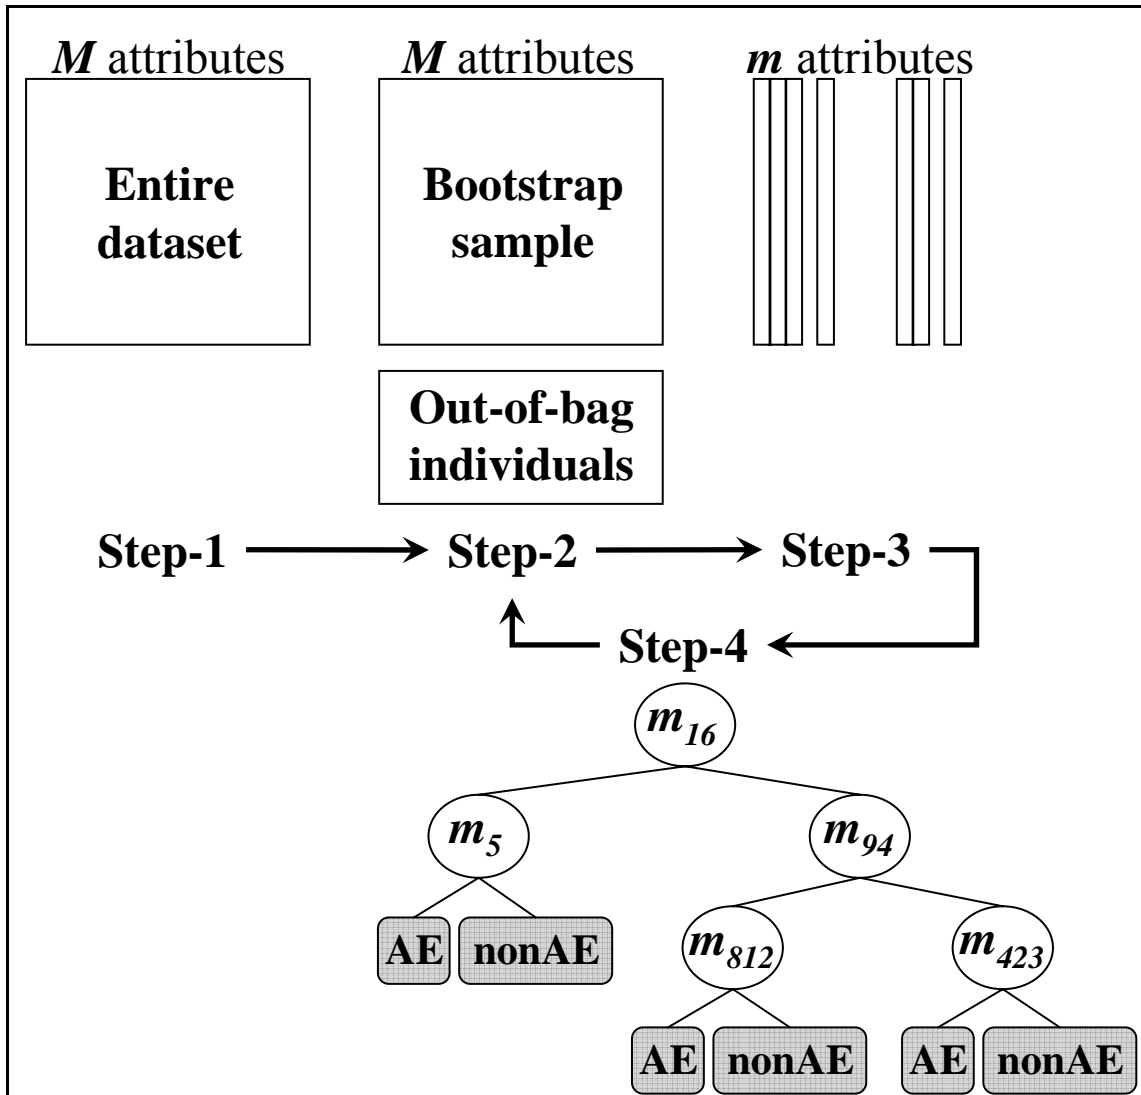 M attributes
M attributes
m attributes
Entire
dataset
Bootstrap
sample
Out-of-bag
individuals
Step-1
Step-2
Step-3
Step-4
m16
m5
m94
AE
nonAE
m812
m423
AE
nonAE
AE
nonAE